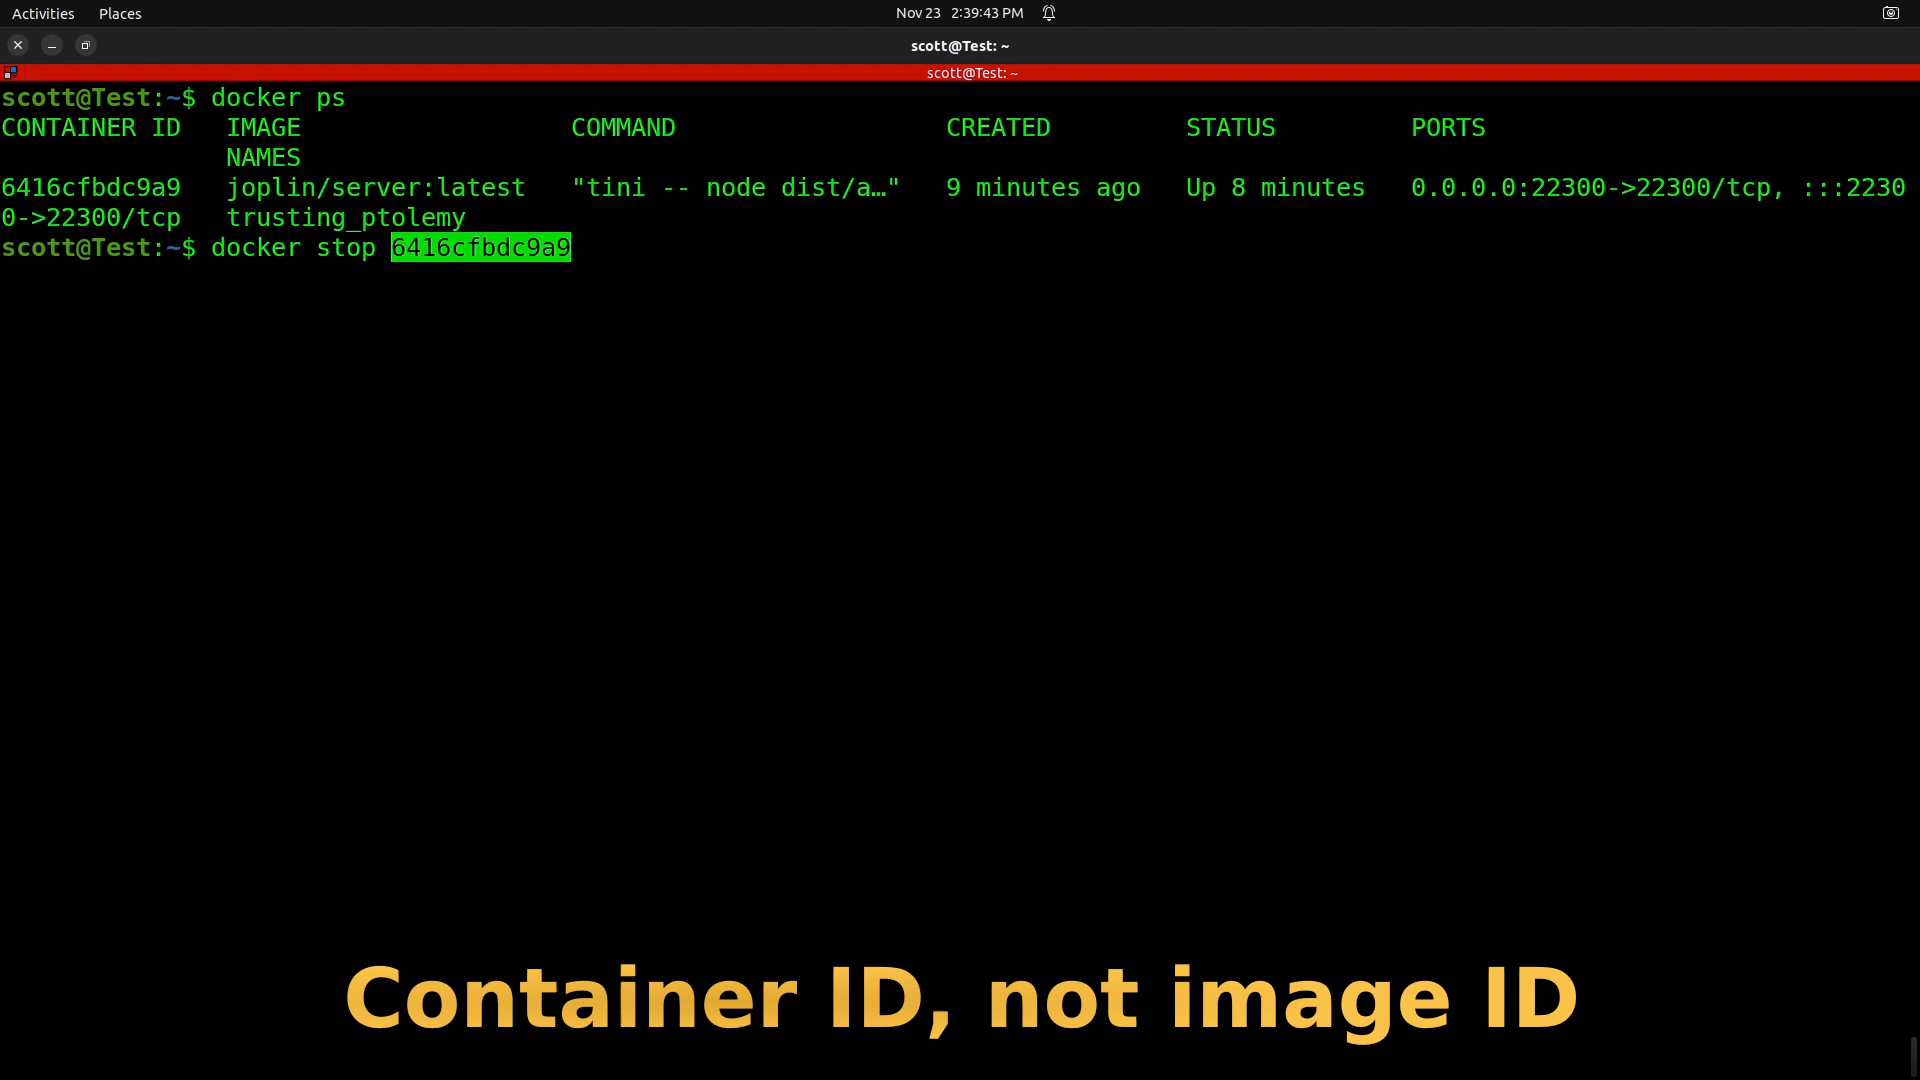 Activities Places Nov 23 2:39:43 PM
scott@Test: ~
scott@Test: ~
scott@Test:~$ docker ps
CONTAINER ID IMAGE COMMAND CREATED STATUS PORTS
NAMES
6416cfbdc9a9 joplin/server:latest "tini -- node dist/a…" 9 minutes ago Up 8 minutes 0.0.0.0:22300->22300/tcp, :::2230
0->22300/tcp trusting_ptolemy
scott@Test:~$ docker stop 6416cfbdc9a9
Container ID, not image ID